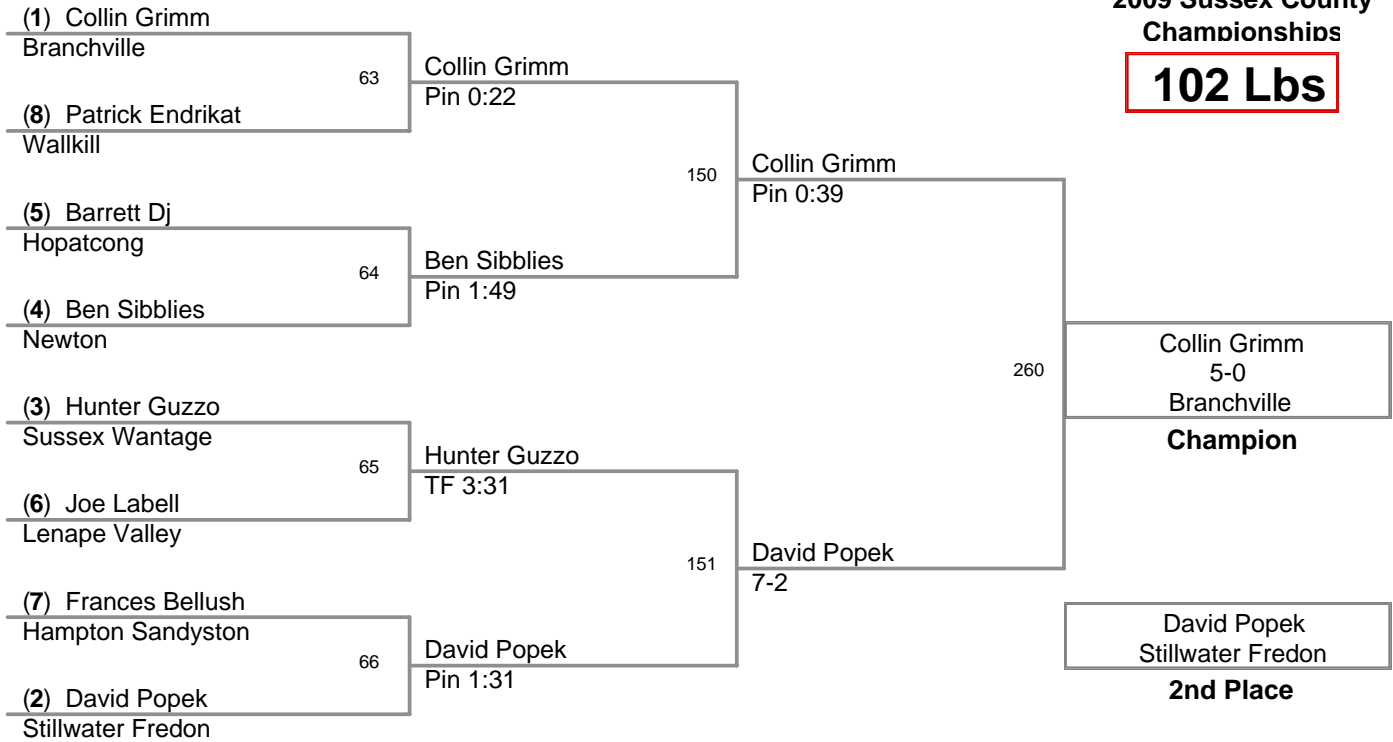 2009 Sussex County
Championships
102 Lbs
(1) Collin Grimm
Branchville
63
(8) Patrick Endrikat
Wallkill
(5) Barrett Dj
Hopatcong
64
(4) Ben Sibblies
Newton
(3) Hunter Guzzo
Sussex Wantage
65
(6) Joe Labell
Lenape Valley
(7) Frances Bellush
Hampton Sandyston
66
(2) David Popek
Stillwater Fredon
Collin Grimm
Pin 0:22
150
Ben Sibblies
Pin 1:49
Hunter Guzzo
TF 3:31
151
David Popek
Pin 1:31
Collin Grimm
Pin 0:39
260
David Popek
7-2
Collin Grimm
5-0
Branchville
Champion
David Popek
Stillwater Fredon
2nd Place